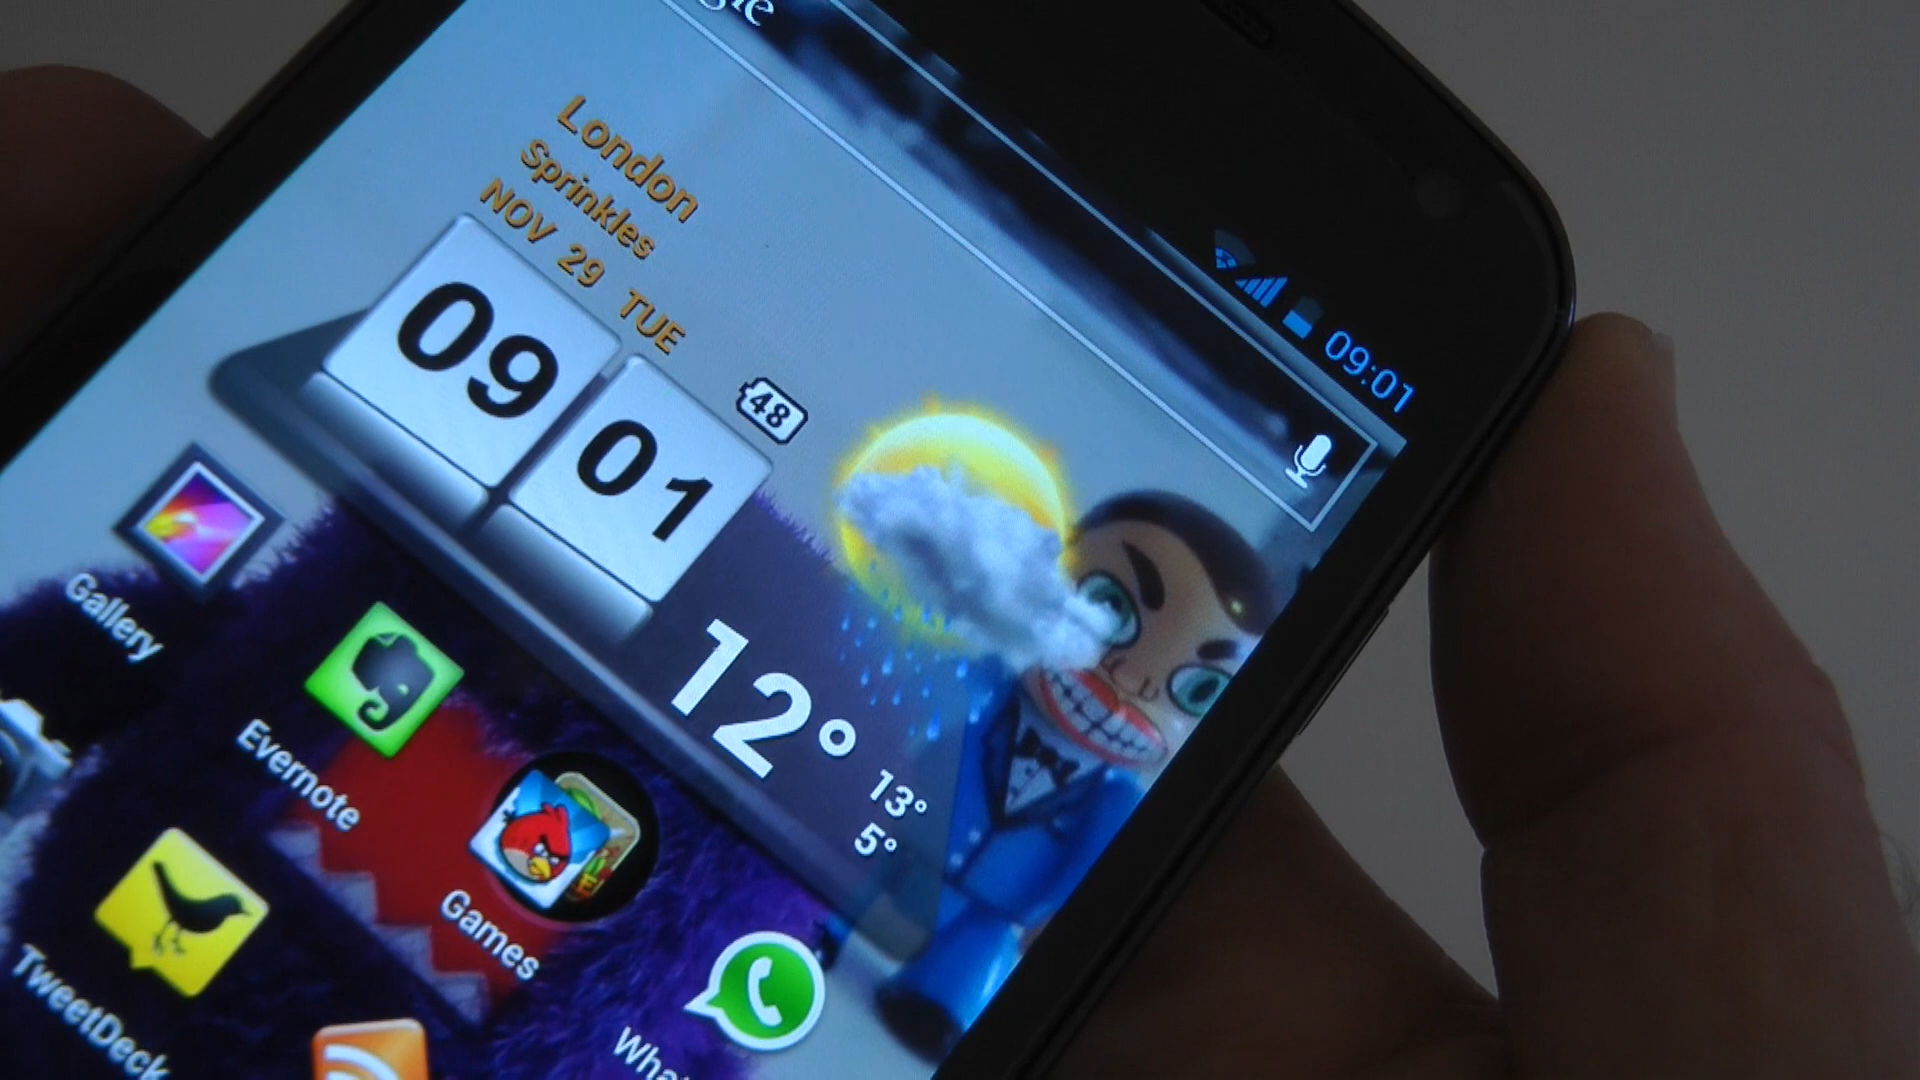 09:01
London
Sprinkles
NOV 29 TUE
09 01
48
12°
13°
5°
Gallery
Evernote
Games
TweetDeck